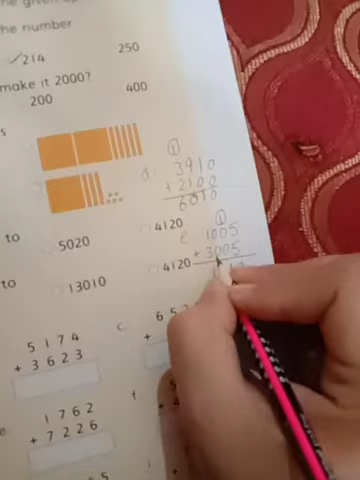 the number
✓214 250
make it 2000?
200 400
s
①
d. 3910
+ 2100
6010
to 5020 4120
①
e 1005
+ 3005
to 13010 4120
c 6 5
+
5 1 7 4
+ 3 6 2 3
e 1 7 6 2
+ 7 2 2 6
f